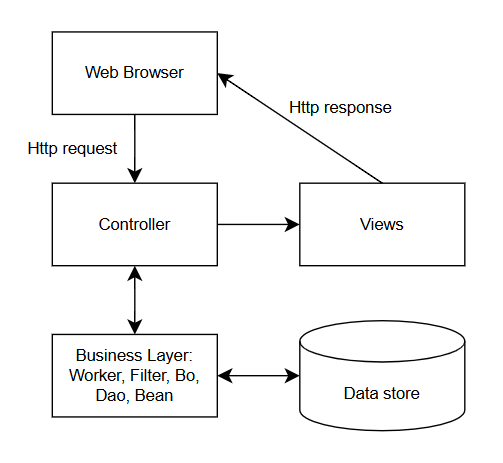 Web Browser
Http response
Http request
Controller
Views
Business Layer:
Worker, Filter, Bo,
Dao, Bean
Data store